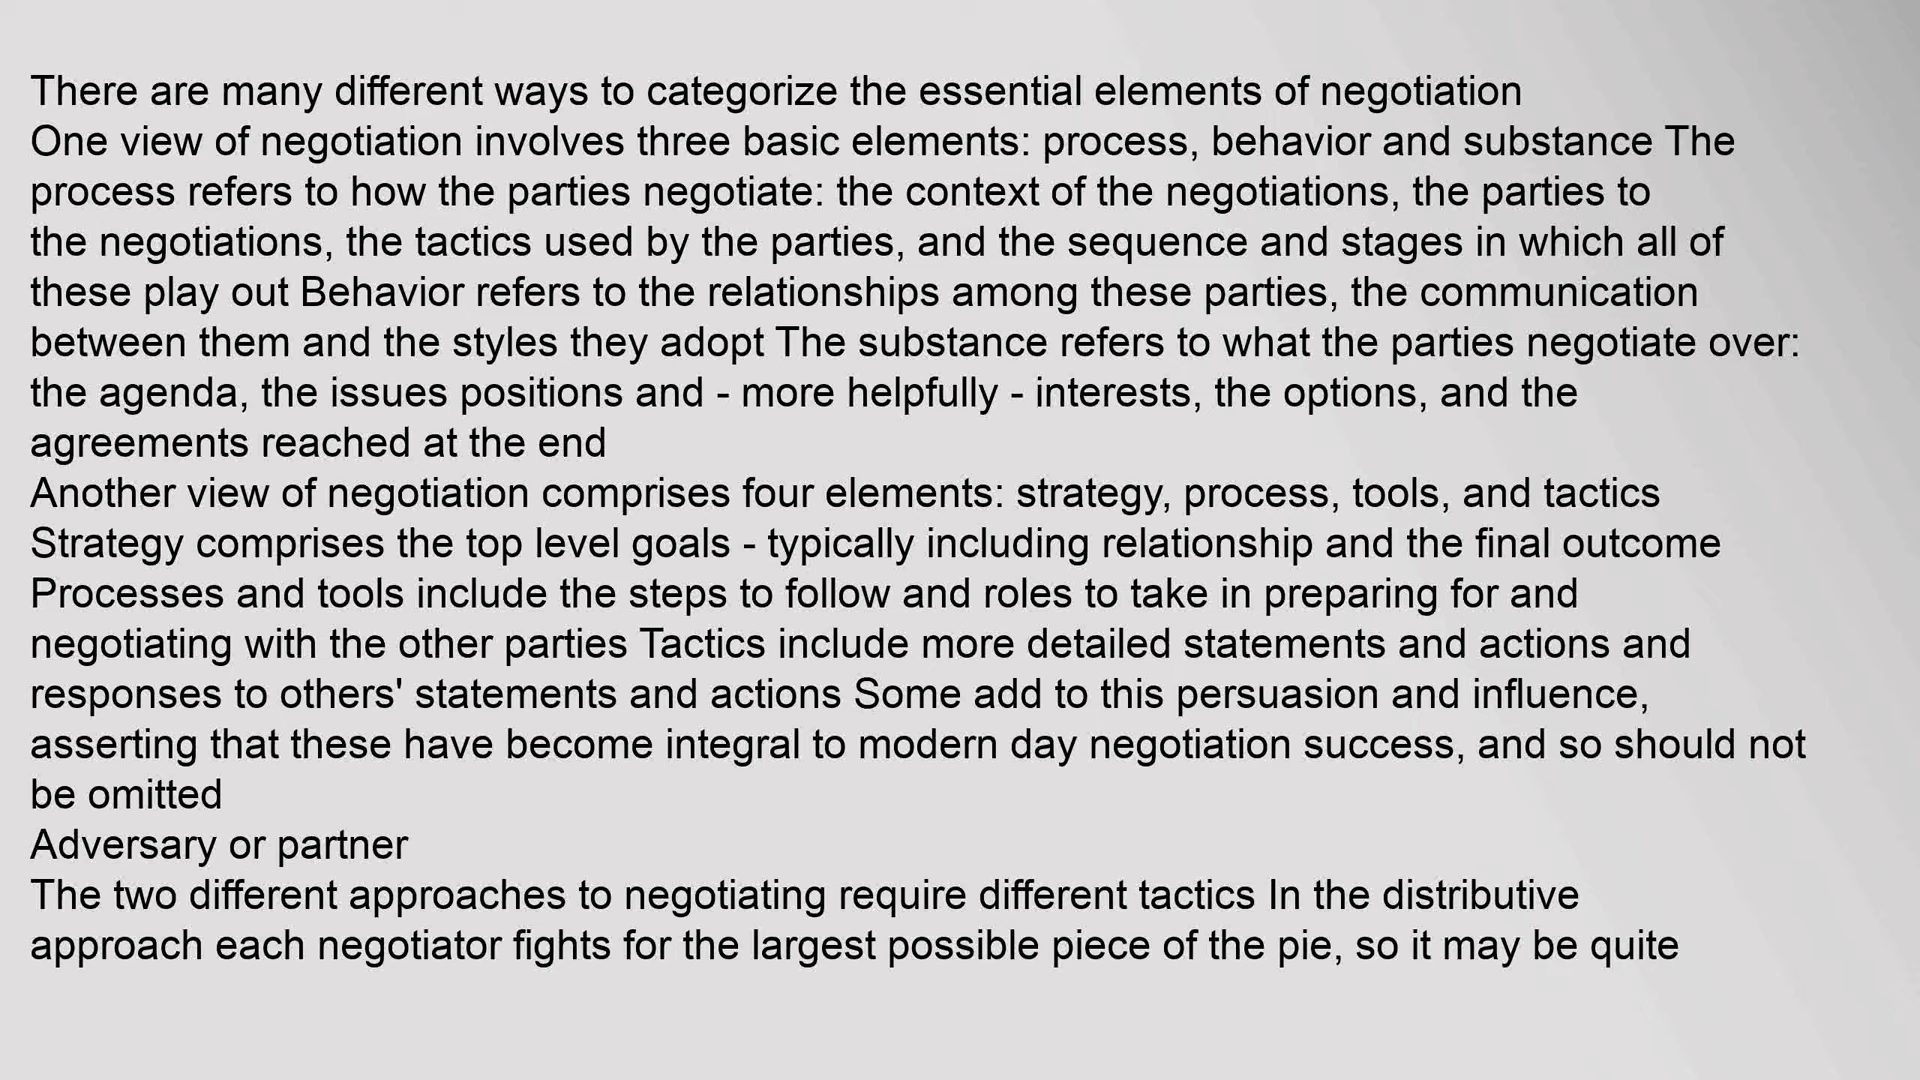 There are many different ways to categorize the essential elements of negotiation
One view of negotiation involves three basic elements: process, behavior and substance The
process refers to how the parties negotiate: the context of the negotiations, the parties to
the negotiations, the tactics used by the parties, and the sequence and stages in which all of
these play out Behavior refers to the relationships among these parties, the communication
between them and the styles they adopt The substance refers to what the parties negotiate over:
the agenda, the issues positions and - more helpfully - interests, the options, and the
agreements reached at the end
Another view of negotiation comprises four elements: strategy, process, tools, and tactics
Strategy comprises the top level goals - typically including relationship and the final outcome
Processes and tools include the steps to follow and roles to take in preparing for and
negotiating with the other parties Tactics include more detailed statements and actions and
responses to others' statements and actions Some add to this persuasion and influence,
asserting that these have become integral to modern day negotiation success, and so should not
be omitted
Adversary or partner
The two different approaches to negotiating require different tactics In the distributive
approach each negotiator fights for the largest possible piece of the pie, so it may be quite